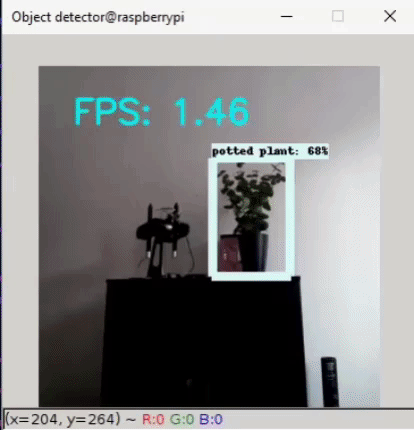 Object detector@raspberrypi
FPS: 1.46
potted plant: 68%
(x=204, y=264) ~ R:0 G:0 B:0